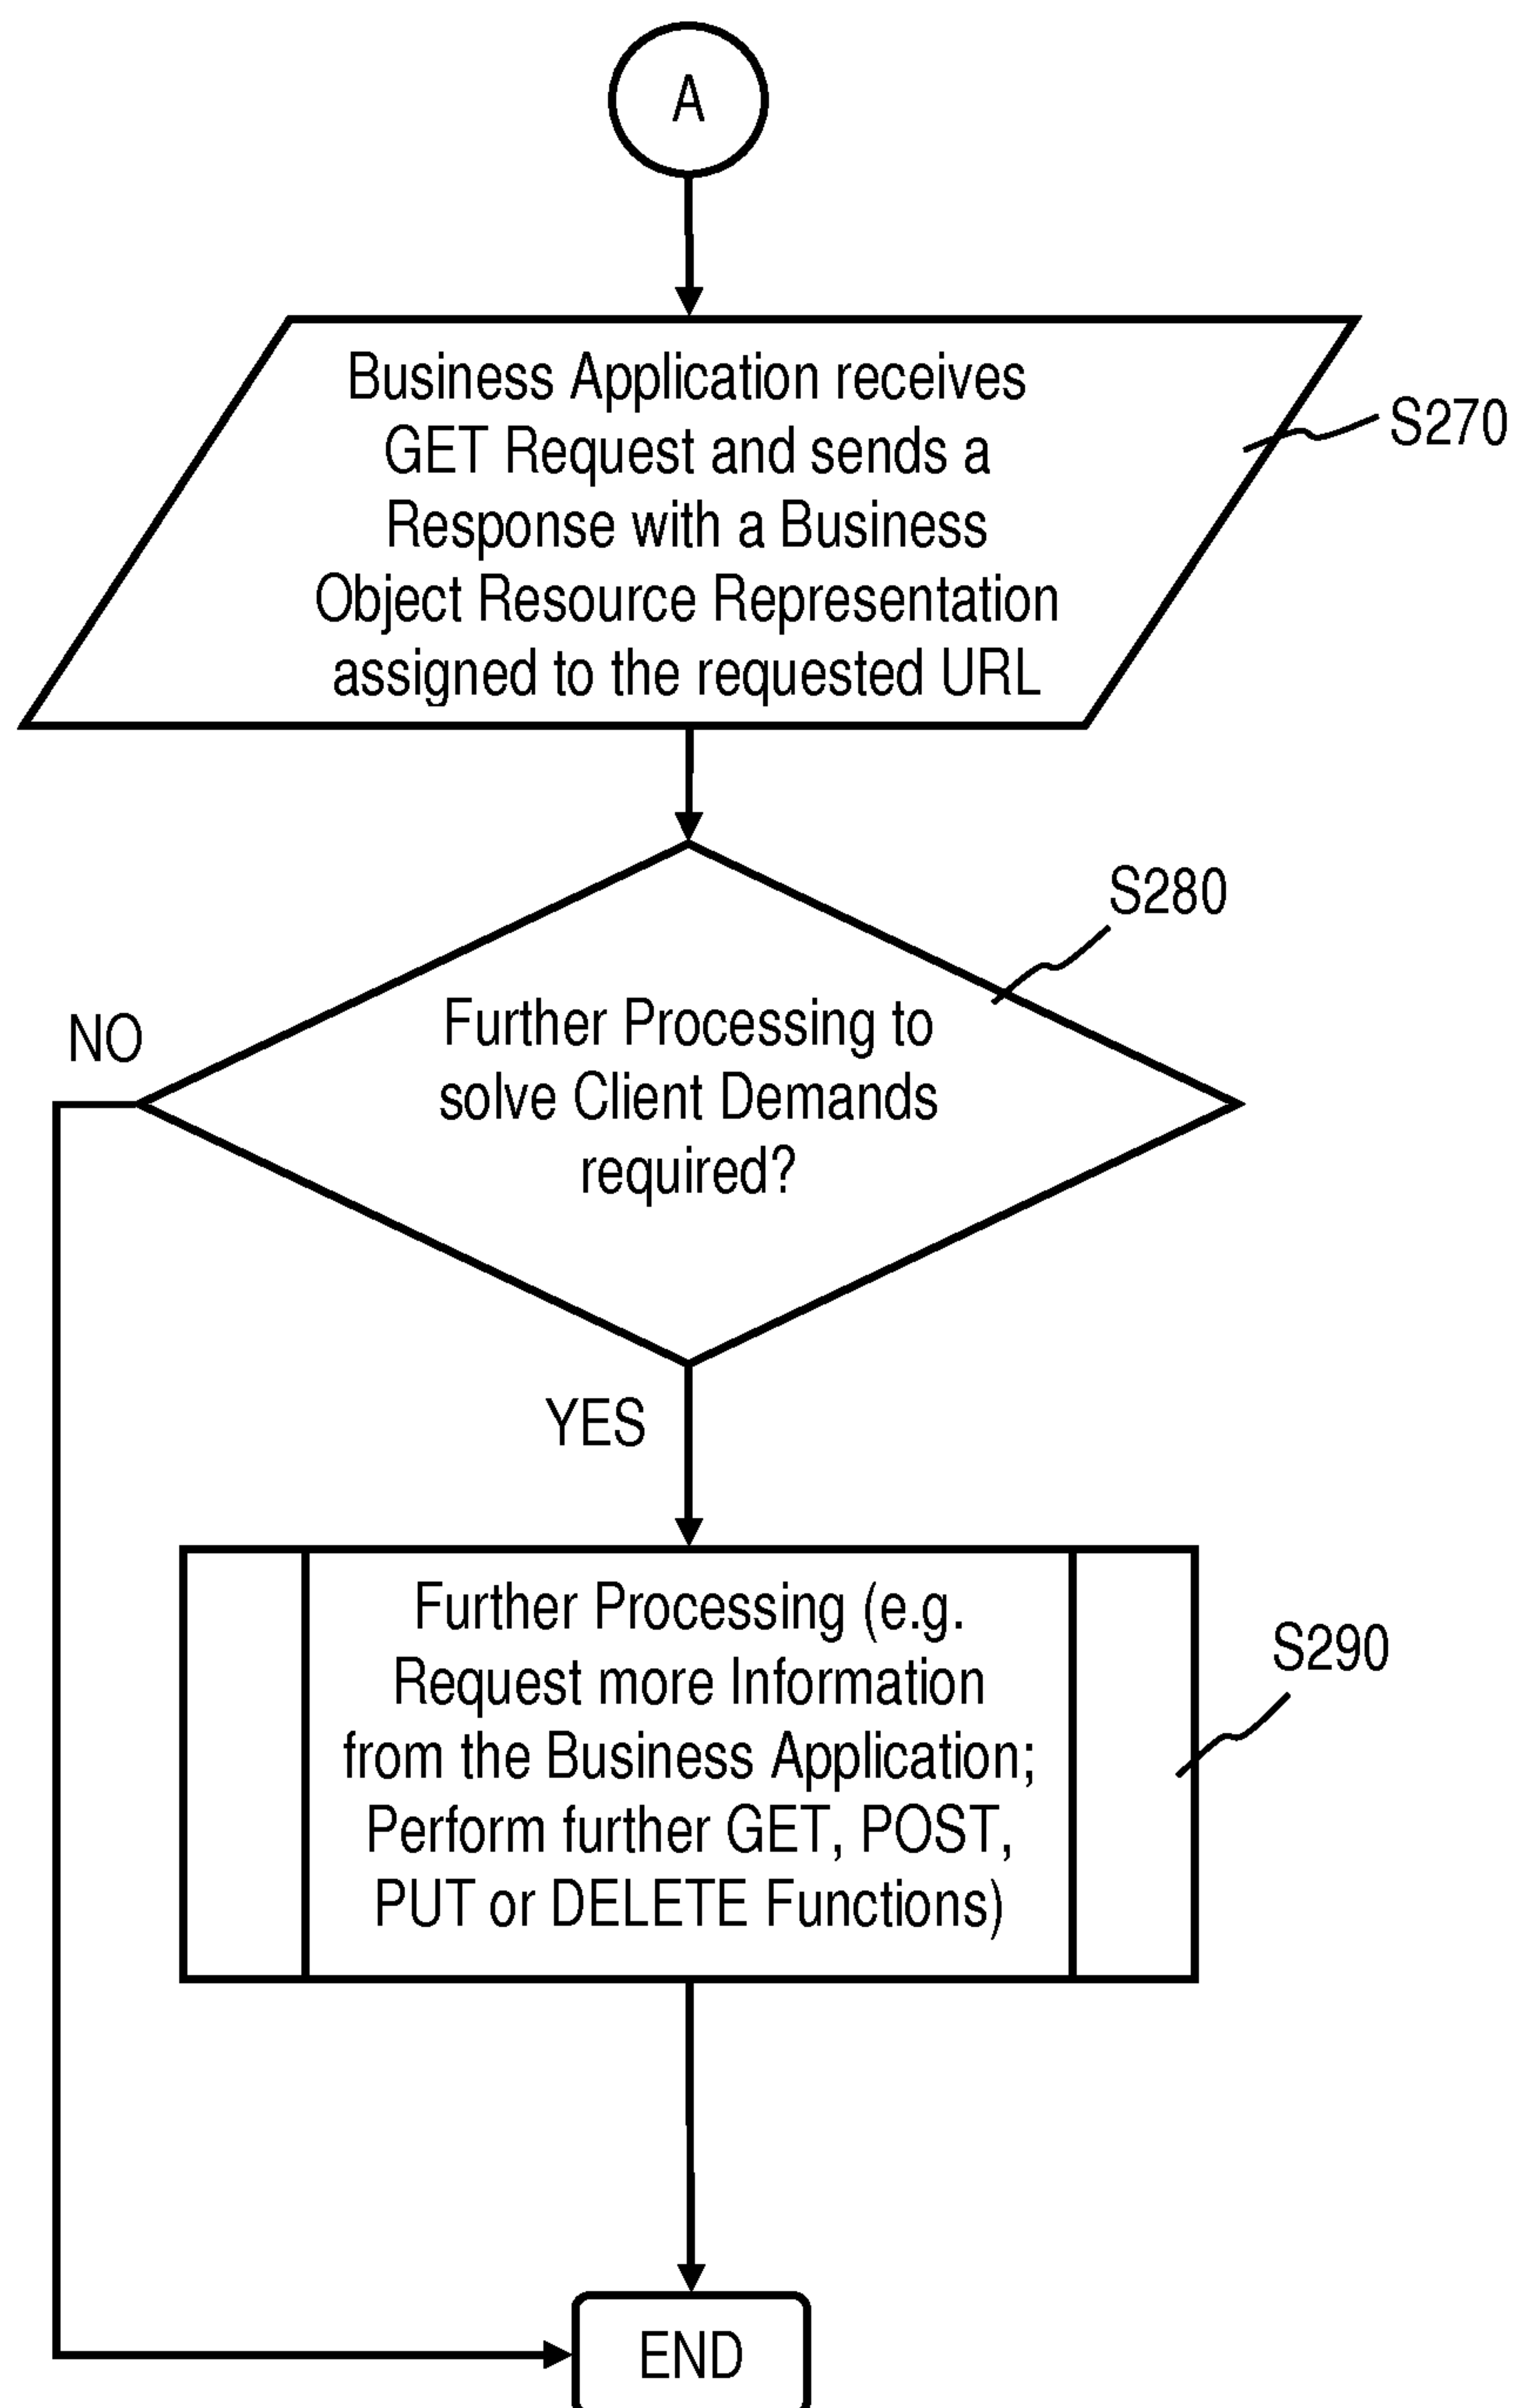 A
Business Application receives
GET Request and sends a
Response with a Business
Object Resource Representation
assigned to the requested URL
S270
S280
Further Processing to
solve Client Demands
required?
NO
YES
Further Processing (e.g.
Request more Information
from the Business Application;
Perform further GET, POST,
PUT or DELETE Functions)
S290
END